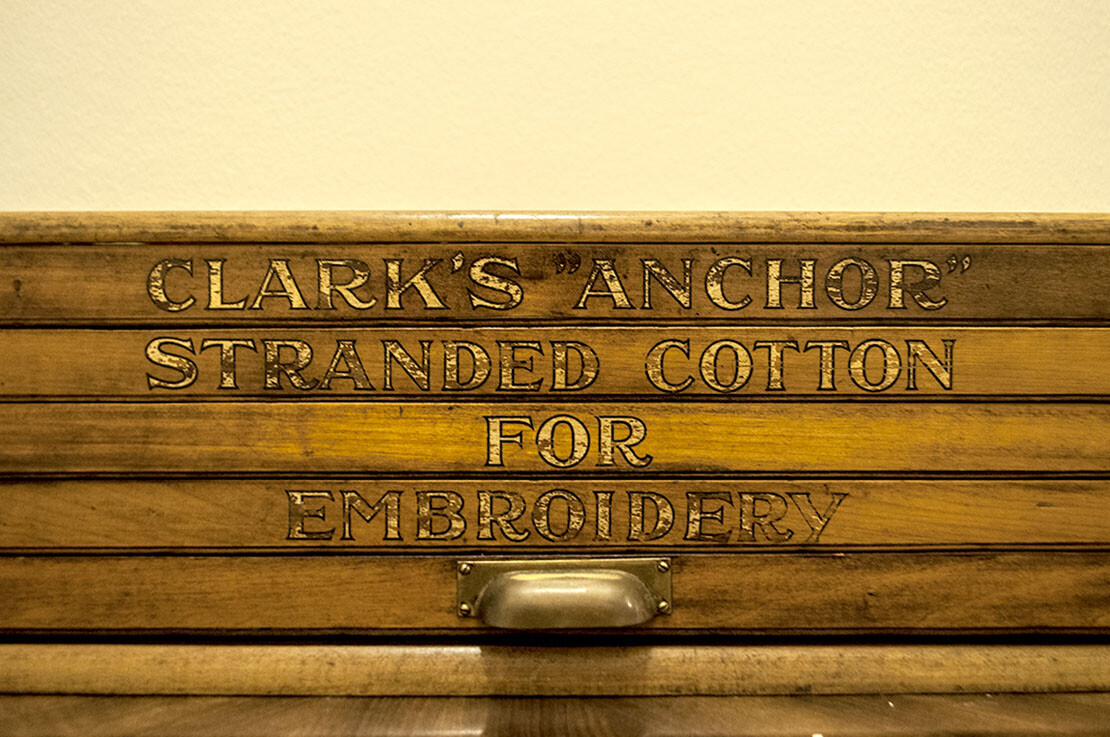 CLARK'S "ANCHOR"
STRANDED COTTON
FOR
EMBROIDERY